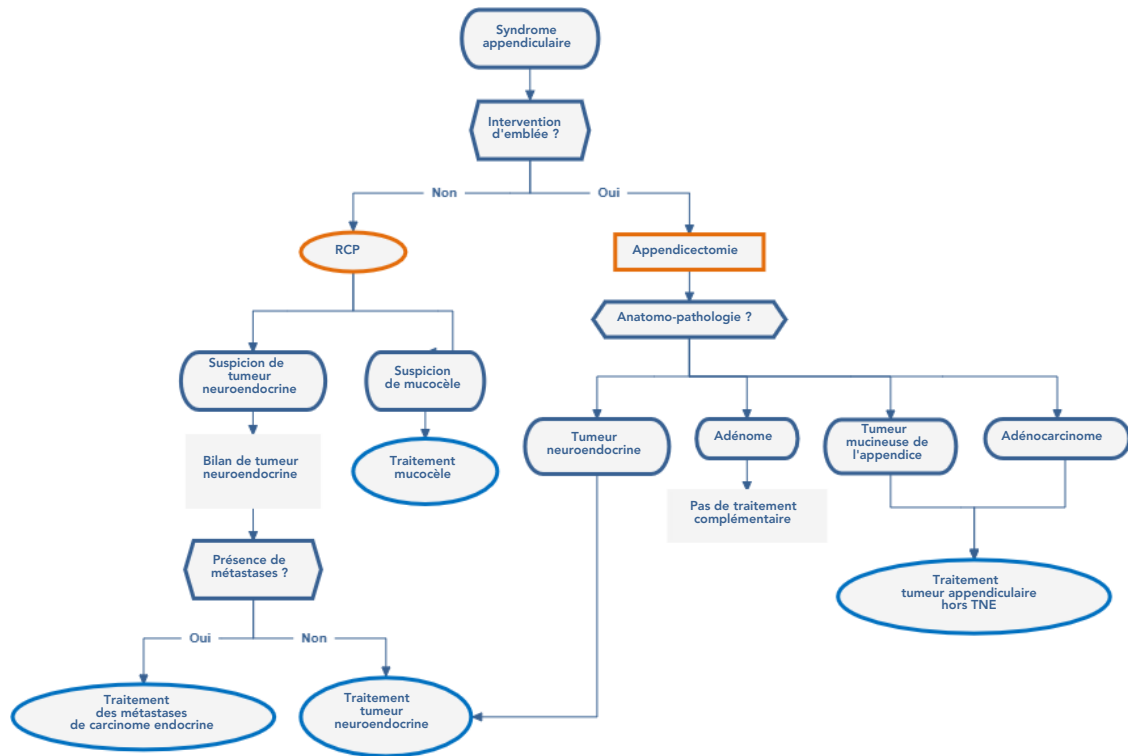 Syndrome
appendiculaire
Intervention
d'emblée ?
Non
Oui
RCP
Appendicectomie
Anatomo-pathologie ?
Suspicion de
tumeur
neuroendocrine
Suspicion
de mucocèle
Tumeur
neuroendocrine
Adénome
Tumeur
mucineuse de
l'appendice
Adénocarcinome
Bilan de tumeur
neuroendocrine
Traitement
mucocèle
Pas de traitement
complémentaire
Présence de
métastases ?
Traitement
tumeur appendiculaire
hors TNE
Oui
Non
Traitement
des métastases
de carcinome endocrine
Traitement
tumeur
neuroendocrine